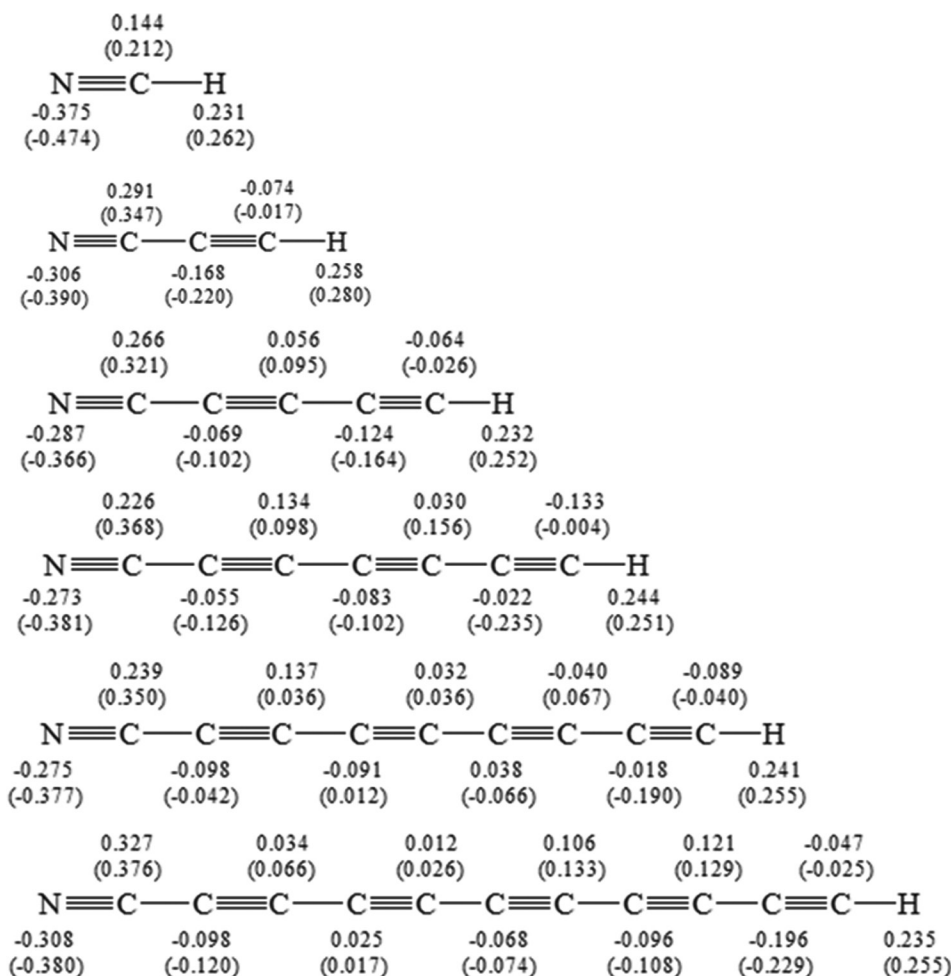 0.144
(0.212)
N≡C—H
-0.375 0.231
(-0.474) (0.262)
0.291 -0.074
(0.347) (-0.017)
N≡C—C≡C—H
-0.306 -0.168 0.258
(-0.390) (-0.220) (0.280)
0.266 0.056 -0.064
(0.321) (0.095) (-0.026)
N≡C—C≡C—C≡C—H
-0.287 -0.069 -0.124 0.232
(-0.366) (-0.102) (-0.164) (0.252)
0.226 0.134 0.030 -0.133
(0.368) (0.098) (0.156) (-0.004)
N≡C—C≡C—C≡C—C≡C—H
-0.273 -0.055 -0.083 -0.022 0.244
(-0.381) (-0.126) (-0.102) (-0.235) (0.251)
0.239 0.137 0.032 -0.040 -0.089
(0.350) (0.036) (0.036) (0.067) (-0.040)
N≡C—C≡C—C≡C—C≡C—C≡C—H
-0.275 -0.098 -0.091 0.038 -0.018 0.241
(-0.377) (-0.042) (0.012) (-0.066) (-0.190) (0.255)
0.327 0.034 0.012 0.106 0.121 -0.047
(0.376) (0.066) (0.026) (0.133) (0.129) (-0.025)
N≡C—C≡C—C≡C—C≡C—C≡C—C≡C—H
-0.308 -0.098 0.025 -0.068 -0.096 -0.196 0.235
(-0.380) (-0.120) (0.017) (-0.074) (-0.108) (-0.229) (0.255)